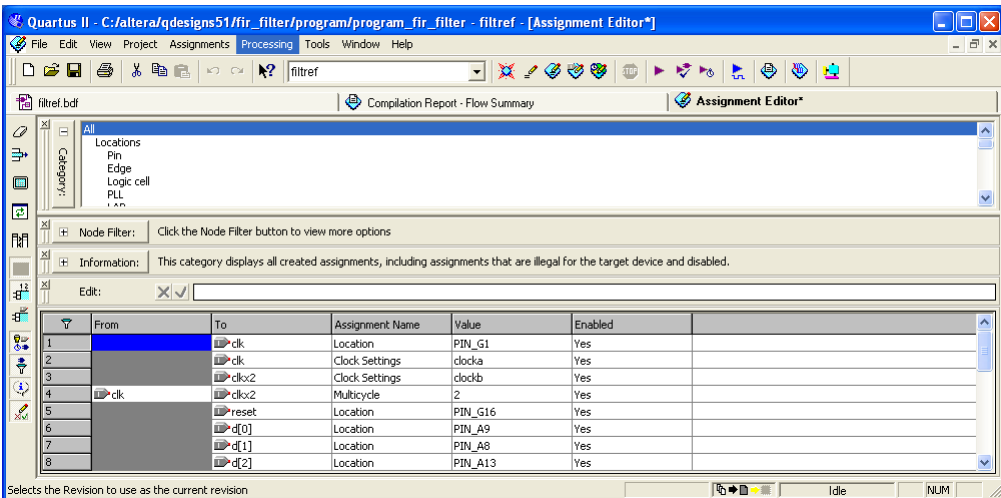 Quartus II - C:/altera/qdesigns51/fir_filter/program/program_fir_filter - filtref - [Assignment Editor*]
File Edit View Project Assignments Processing Tools Window Help
filtref
STOP
filtref.bdf Compilation Report - Flow Summary Assignment Editor*
Category:
All
Locations
Pin
Edge
Logic cell
PLL
LAB
Node Filter: Click the Node Filter button to view more options
Information: This category displays all created assignments, including assignments that are illegal for the target device and disabled.
Edit:
From To Assignment Name Value Enabled
1 clk Location PIN_G1 Yes
2 clk Clock Settings clocka Yes
3 clkx2 Clock Settings clockb Yes
4 clk clkx2 Multicycle 2 Yes
5 reset Location PIN_G16 Yes
6 d[0] Location PIN_A9 Yes
7 d[1] Location PIN_A8 Yes
8 d[2] Location PIN_A13 Yes
Selects the Revision to use as the current revision Idle NUM